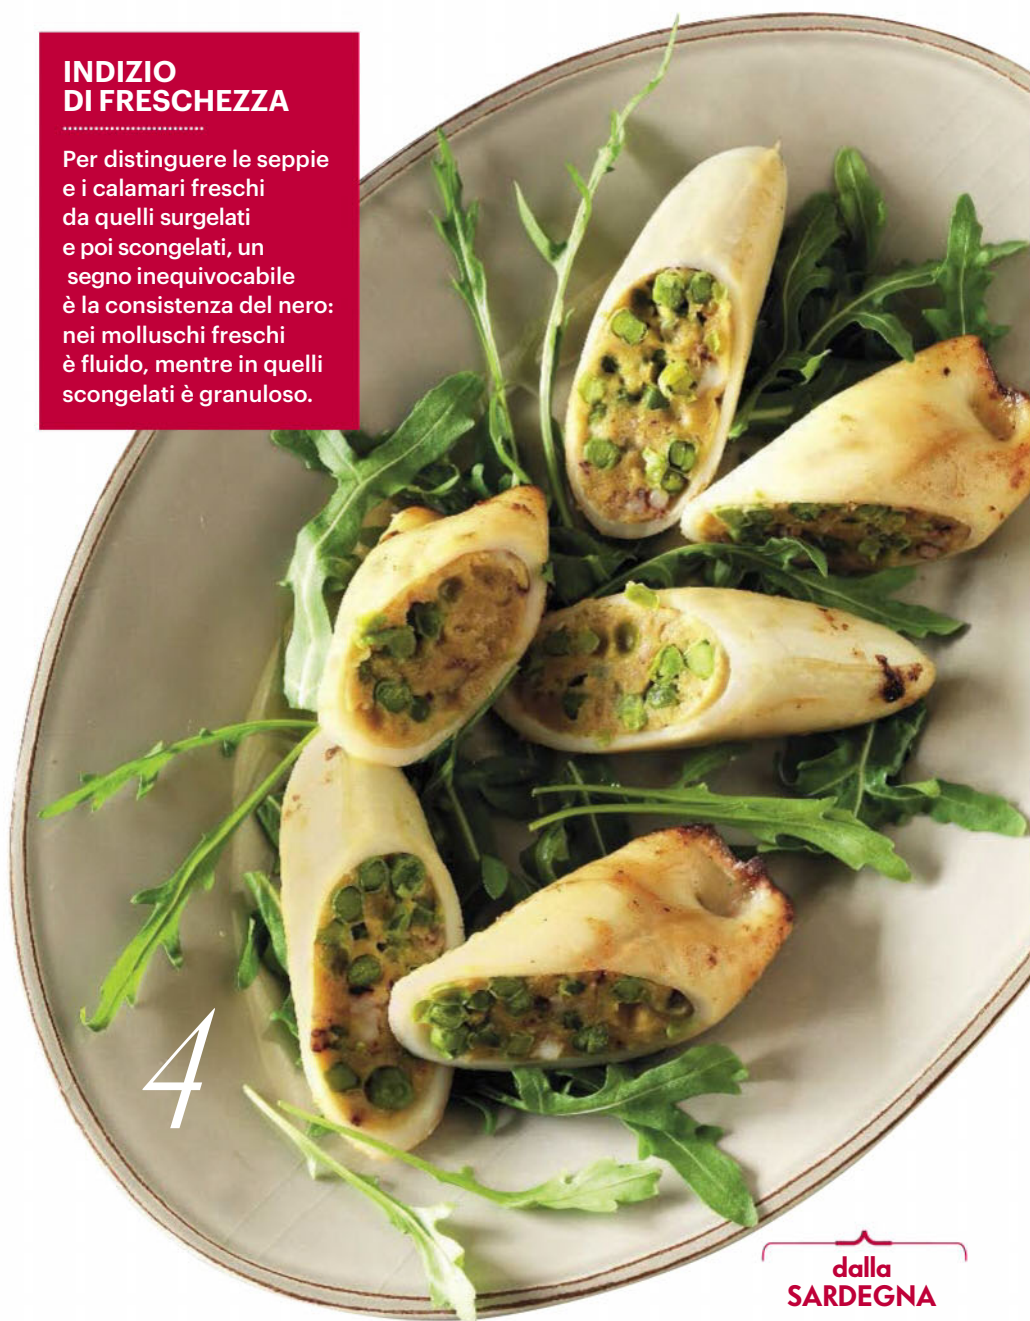 INDIZIO
DI FRESCHEZZA
Per distinguere le seppie
e i calamari freschi
da quelli surgelati
e poi scongelati, un
segno inequivocabile
è la consistenza del nero:
nei molluschi freschi
è fluido, mentre in quelli
scongelati è granuloso.
4
dalla
SARDEGNA